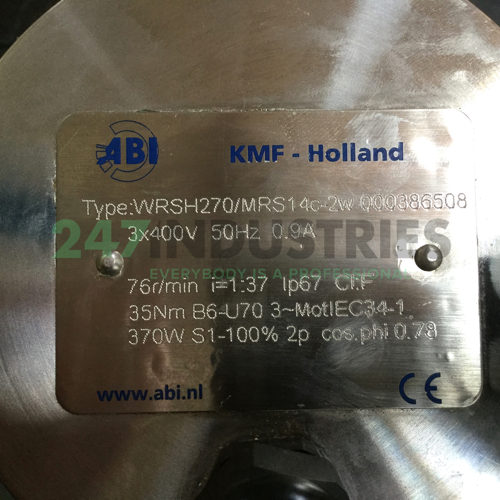 ABI KMF - Holland
Type:WRSH270/MRS14c-2w 000386508
3x400V 50Hz 0.9A
247INDUSTRIES
EVERYBODY IS A PREFERRED
76r/min i=1:37 Ip67 Cl:F
35Nm B6-U70 3~MotIEC34-1
370W S1-100% 2p cos.phi 0.78
www.abi.nl CE